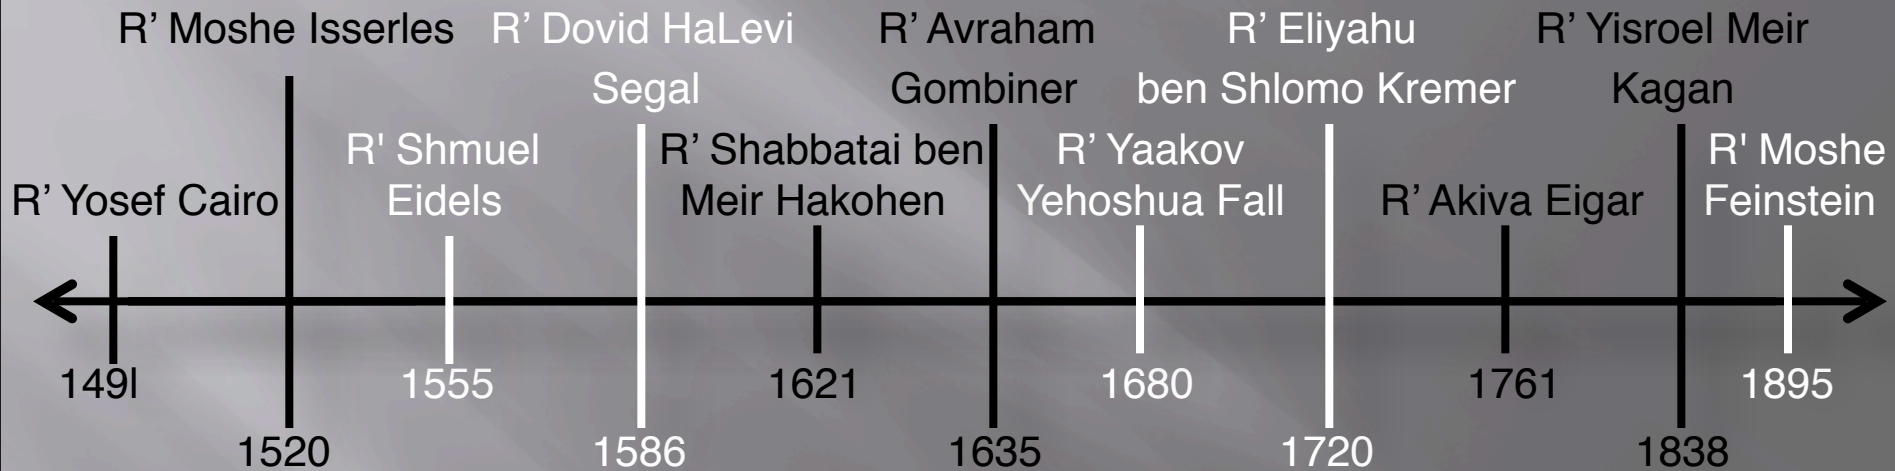 R’ Moshe Isserles
R’ Dovid HaLevi
Segal
R’ Avraham
Gombiner
R’ Eliyahu
ben Shlomo Kremer
R’ Yisroel Meir
Kagan
R’ Yosef Cairo
R' Shmuel
Eidels
R’ Shabbatai ben
Meir Hakohen
R’ Yaakov
Yehoshua Fall
R’ Akiva Eigar
R' Moshe
Feinstein
149l
1555
1621
1680
1761
1895
1520
1586
1635
1720
1838